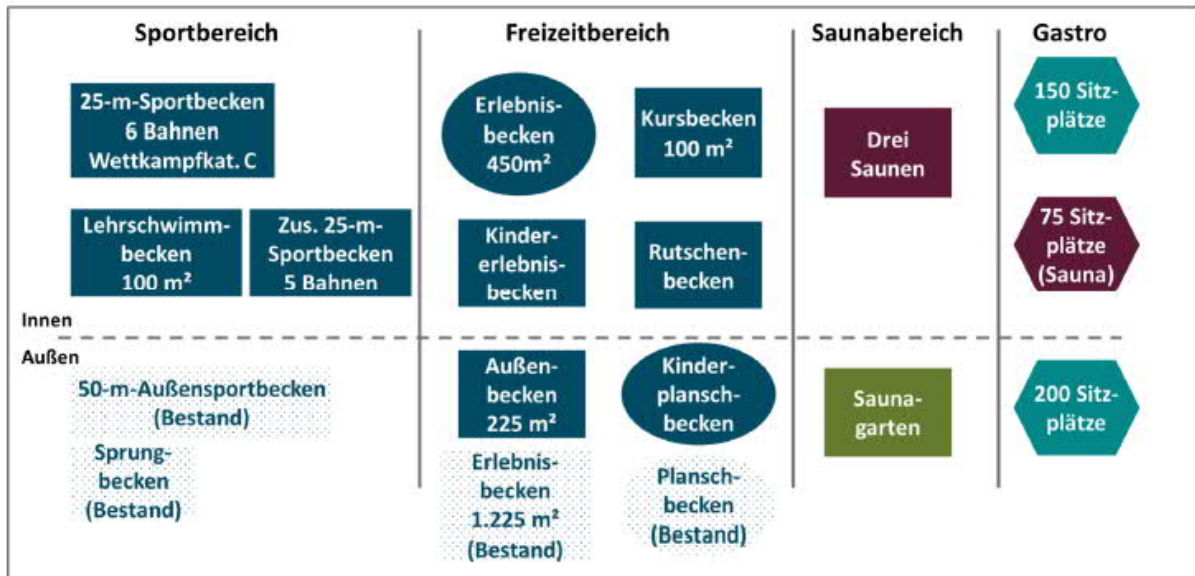 Sportbereich
Freizeitbereich
Saunabereich
Gastro
25-m-Sportbecken
6 Bahnen
Wettkampfkat. C
Erlebnis-
becken
450m²
Kursbecken
100 m²
Drei
Saunen
150 Sitz-
plätze
Lehrschwimm-
becken
100 m²
Zus. 25-m-
Sportbecken
5 Bahnen
Kinder-
erlebnis-
becken
Rutschen-
becken
75 Sitz-
plätze
(Sauna)
Innen
Außen
50-m-Außensportbecken
(Bestand)
Sprung-
becken
(Bestand)
Außen-
becken
225 m²
Kinder-
plansch-
becken
Erlebnis-
becken
1.225 m²
(Bestand)
Plansch-
becken
(Bestand)
Sauna-
garten
200 Sitz-
plätze